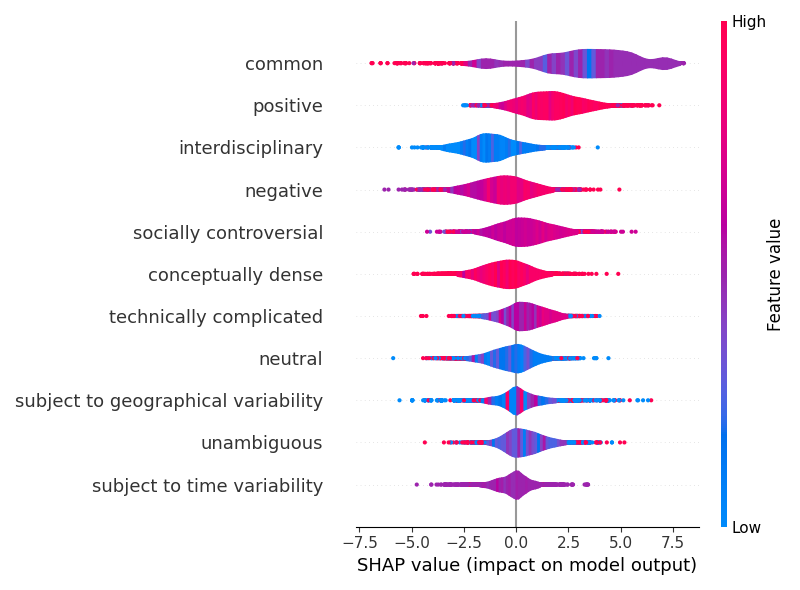 High
common
positive
interdisciplinary
negative
socially controversial
conceptually dense
technically complicated
neutral
subject to geographical variability
unambiguous
subject to time variability
Feature value
Low
−7.5 −5.0 −2.5 0.0 2.5 5.0 7.5
SHAP value (impact on model output)